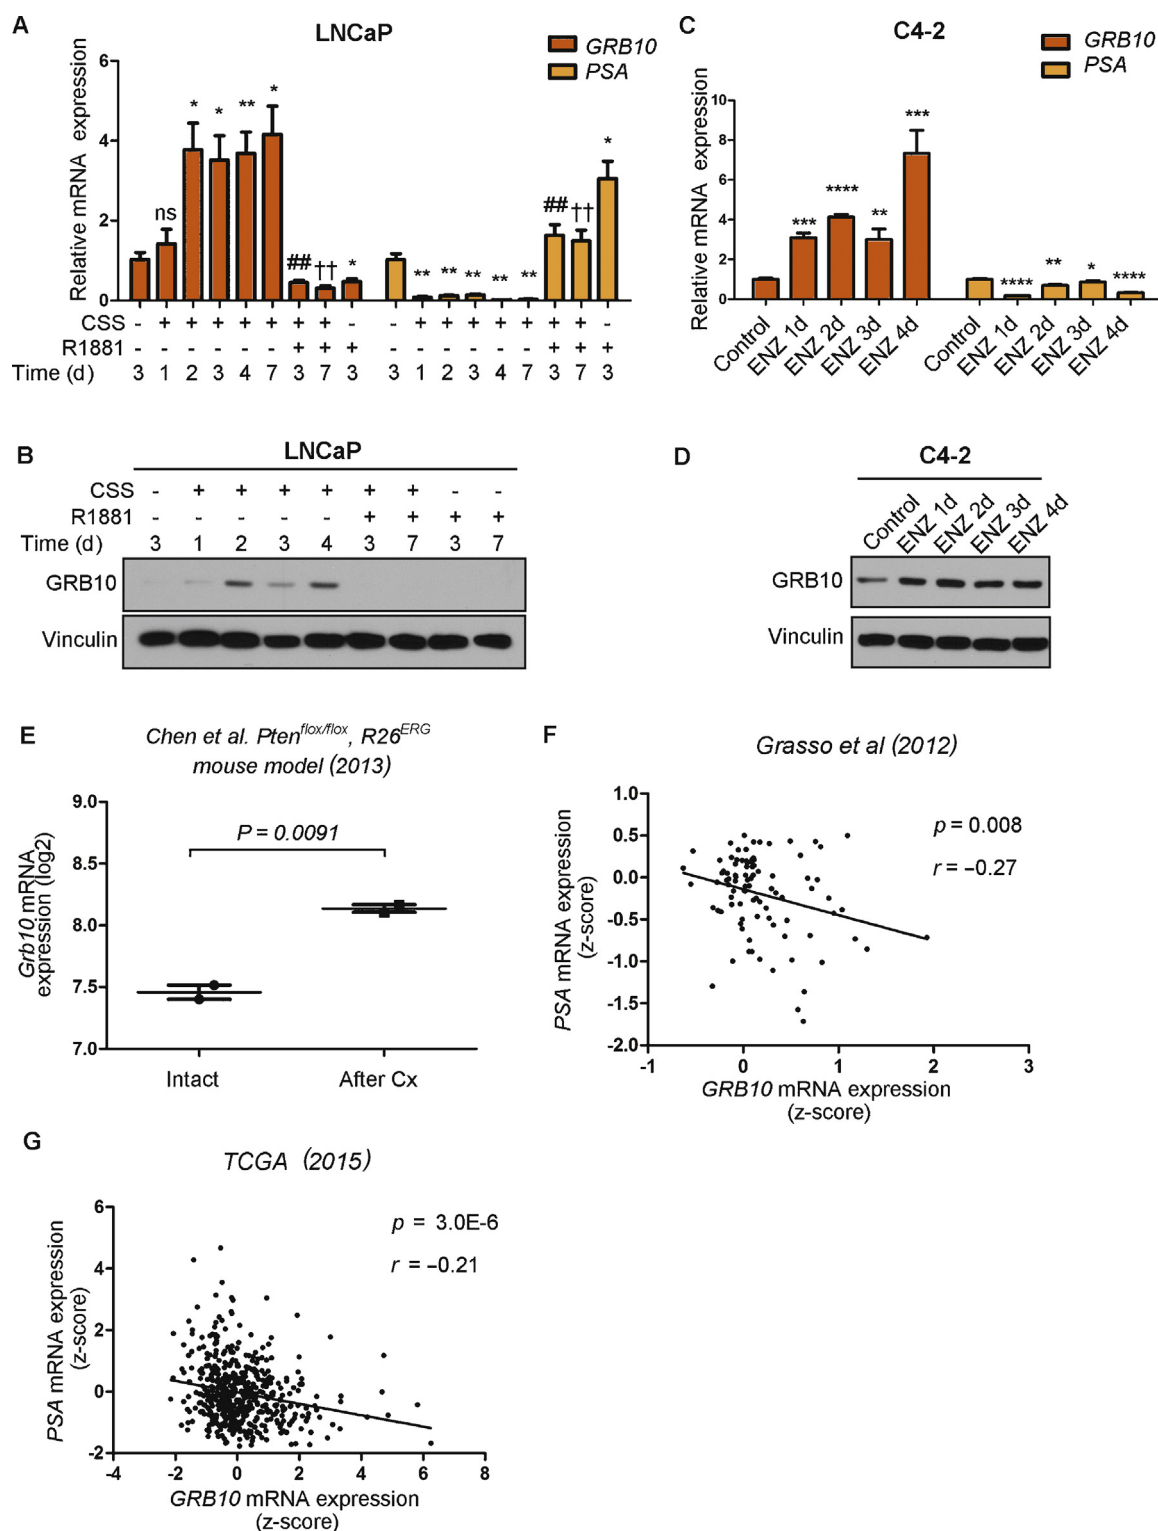 A
LNCaP
GRB10
PSA
Relative mRNA expression
6
4
2
0
ns * * ** * ## †† * ** ** ** ** ** ## †† *
CSS - + + + + + + + - - + + + + + + + -
R1881 - - - - - - + + + - - - - - - + + +
Time (d) 3 1 2 3 4 7 3 7 3 3 1 2 3 4 7 3 7 3
C
C4-2
GRB10
PSA
Relative mRNA expression
10
8
6
4
2
0
*** **** ** *** **** ** * ****
Control ENZ 1d ENZ 2d ENZ 3d ENZ 4d Control ENZ 1d ENZ 2d ENZ 3d ENZ 4d
B
LNCaP
CSS - + + + + + + - -
R1881 - - - - - + + + +
Time (d) 3 1 2 3 4 3 7 3 7
GRB10
Vinculin
D
C4-2
Control ENZ 1d ENZ 2d ENZ 3d ENZ 4d
GRB10
Vinculin
E
Chen et al. Pten flox/flox, R26 ERG
mouse model (2013)
Grb10 mRNA
expression (log2)
9.0
8.5
8.0
7.5
7.0
P = 0.0091
Intact After Cx
F
Grasso et al (2012)
PSA mRNA expression
(z-score)
1.0
0.5
0.0
-0.5
-1.0
-1.5
-2.0
p = 0.008
r = –0.27
-1 0 1 2 3
GRB10 mRNA expression
(z-score)
G
TCGA (2015)
PSA mRNA expression
(z-score)
6
4
2
0
-2
p = 3.0E-6
r = –0.21
-4 -2 0 2 4 6 8
GRB10 mRNA expression
(z-score)